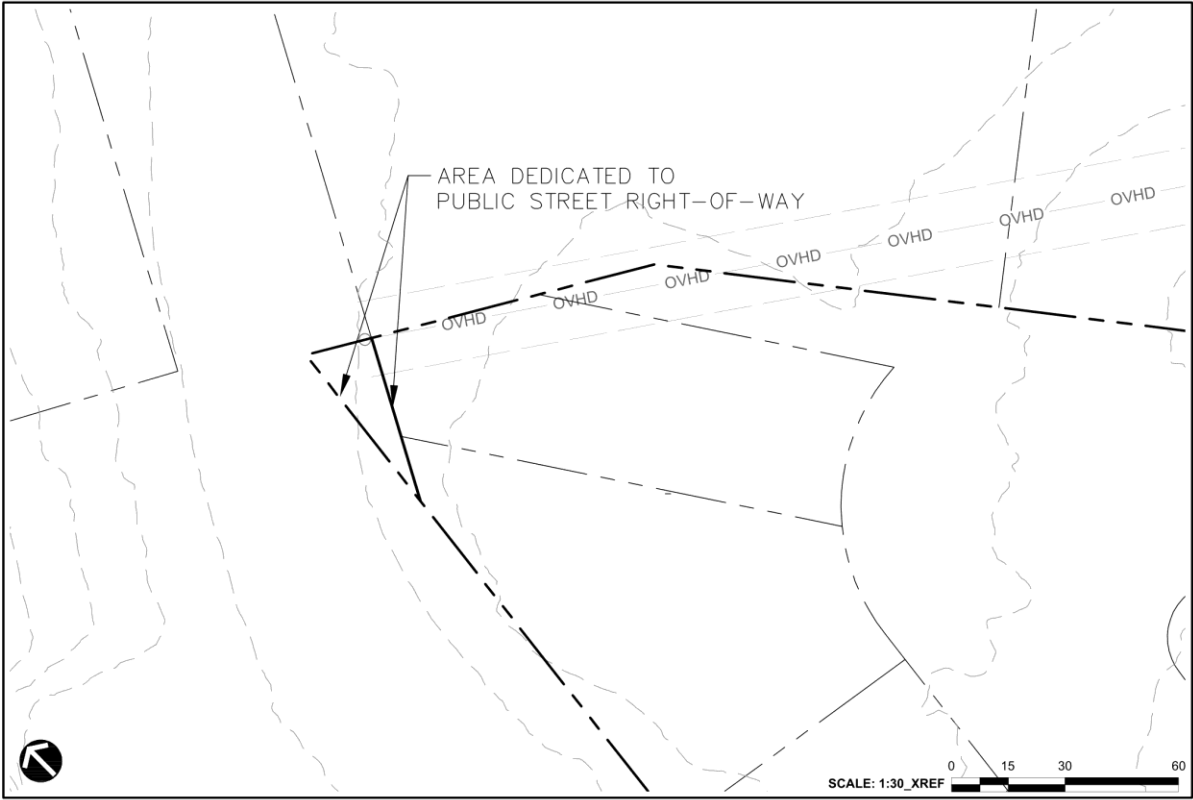 AREA DEDICATED TO
PUBLIC STREET RIGHT-OF-WAY
OVHD
OVHD
OVHD
OVHD
OVHD
OVHD
OVHD
SCALE: 1:30_XREF
0 15 30 60